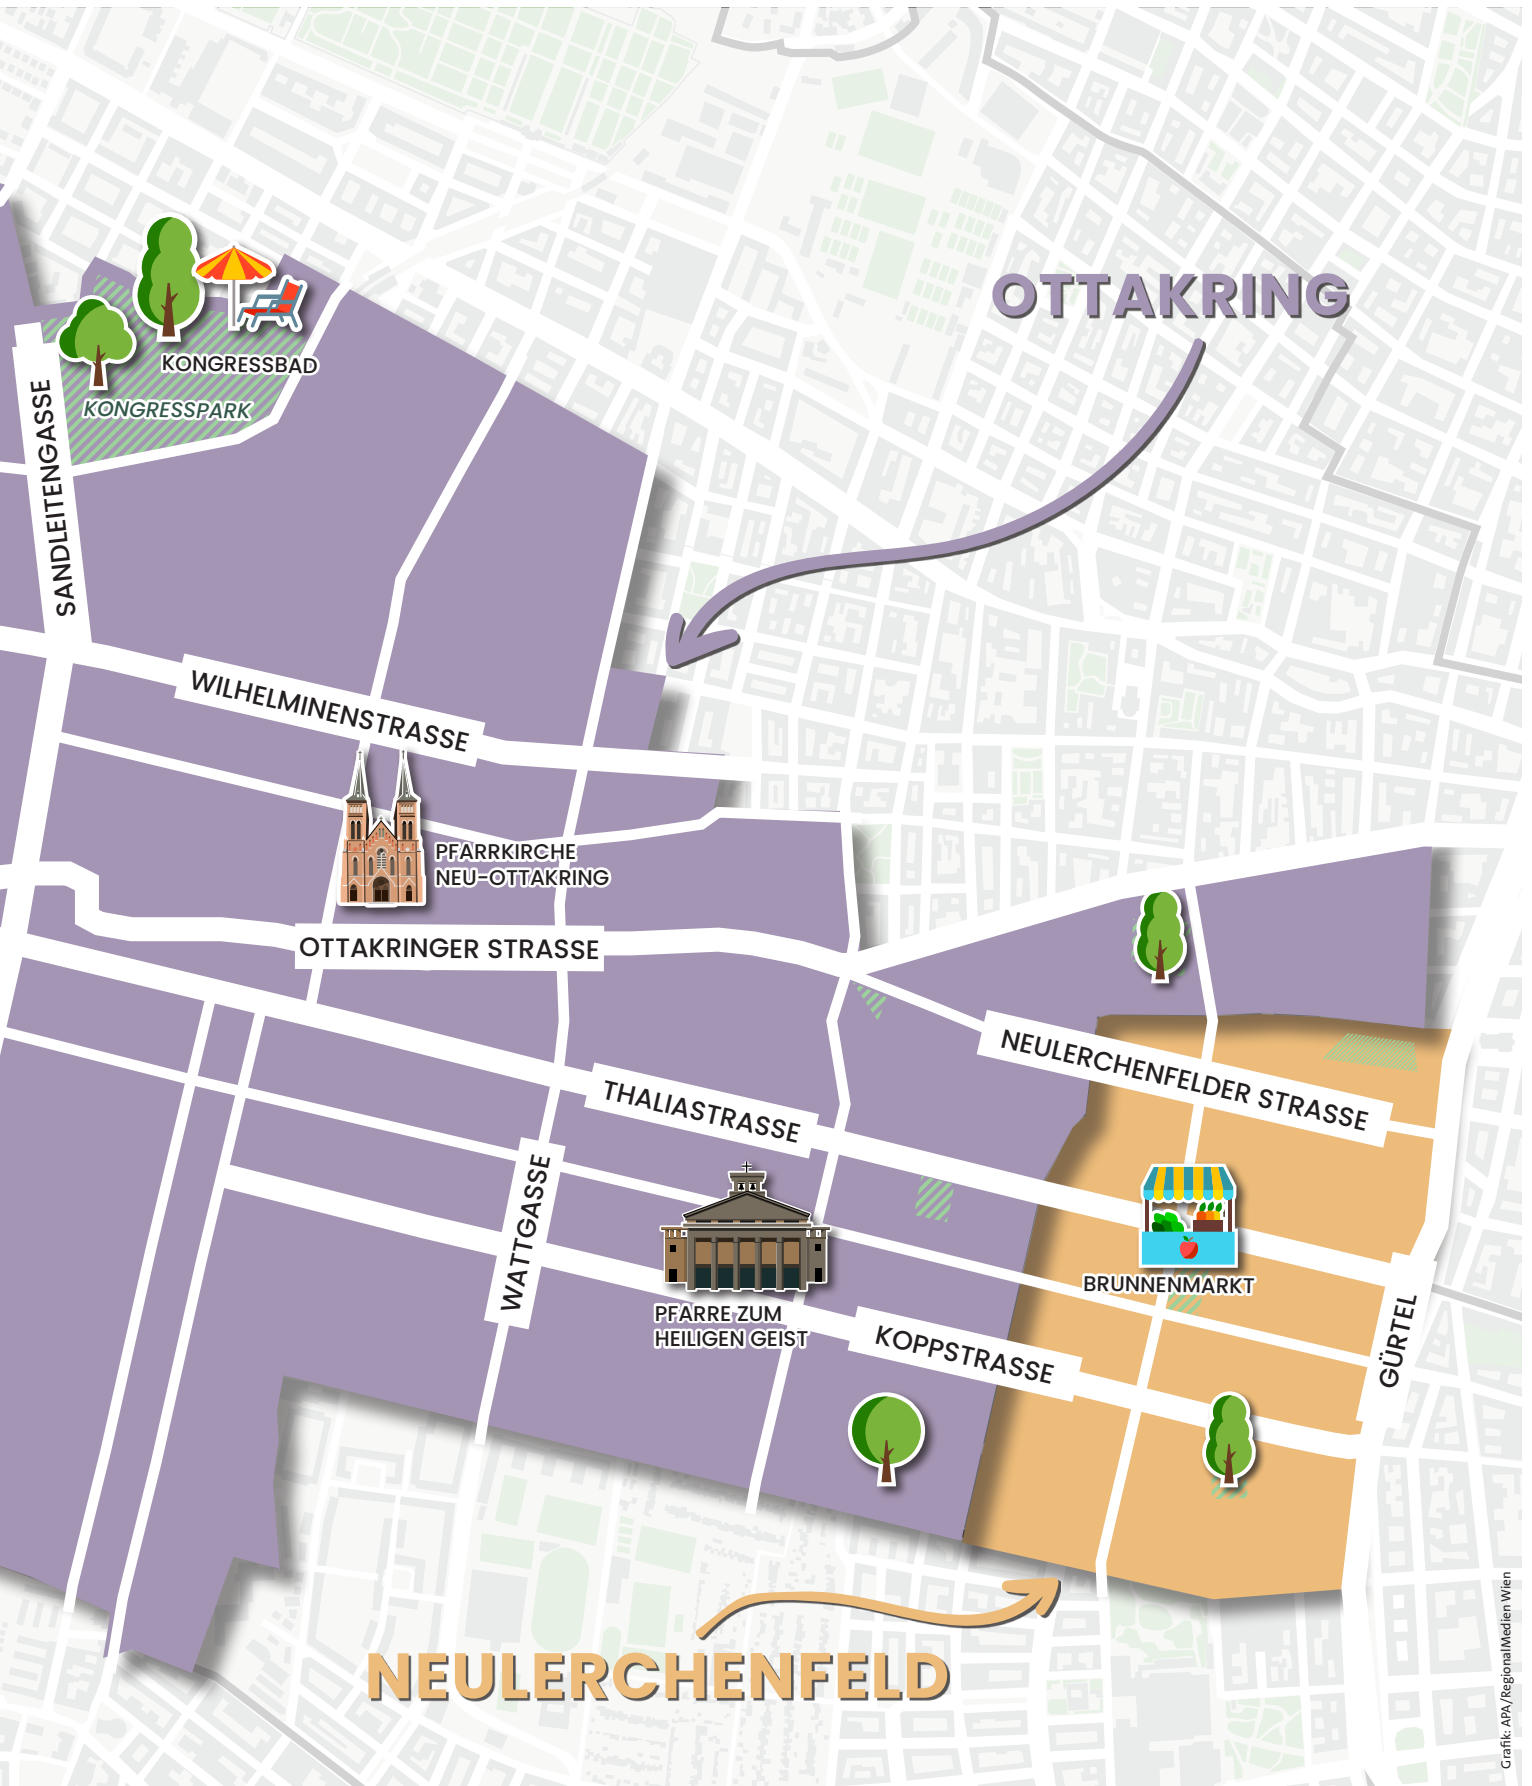 OTTAKRING
KONGRESSBAD
KONGRESSPARK
SANDLEITENGASSE
WILHELMINENSTRASSE
PFARRKIRCHE
NEU-OTTAKRING
OTTAKRINGER STRASSE
NEULERCHENFELDER STRASSE
THALIASTRASSE
WATTGASSE
BRUNNENMARKT
PFARRE ZUM
HEILIGEN GEIST
KOPPSTRASSE
GÜRTEL
NEULERCHENFELD
Grafik: APA/RegionalMedien Wien